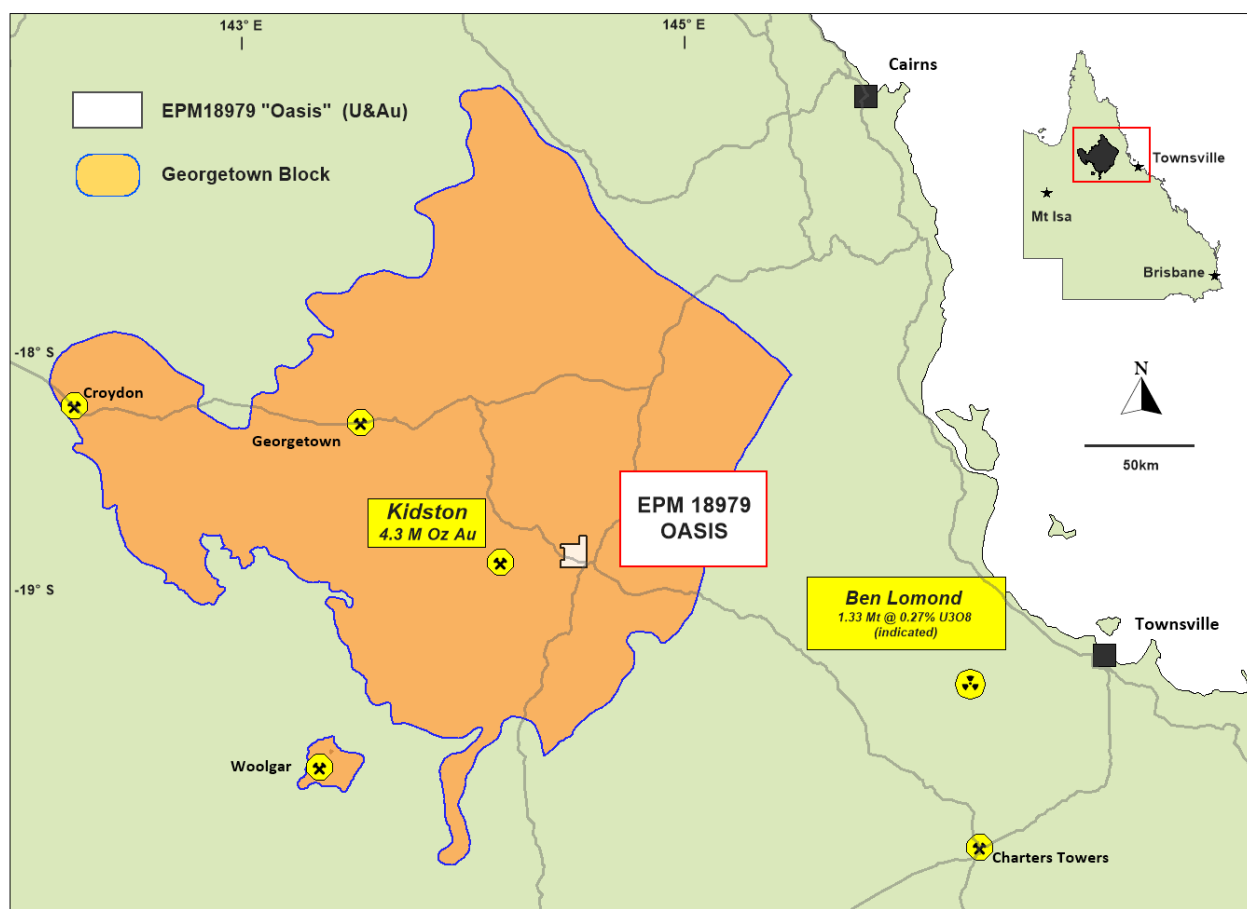 143° E
145° E
Cairns
EPM18979 "Oasis"  (U&Au)
Georgetown Block
Townsville
Mt Isa
Brisbane
-18° S
N
50km
Croydon
Georgetown
Kidston
4.3 M Oz Au
EPM 18979
OASIS
-19° S
Ben Lomond
1.33 Mt @ 0.27% U3O8
(indicated)
Townsville
Woolgar
Charters Towers